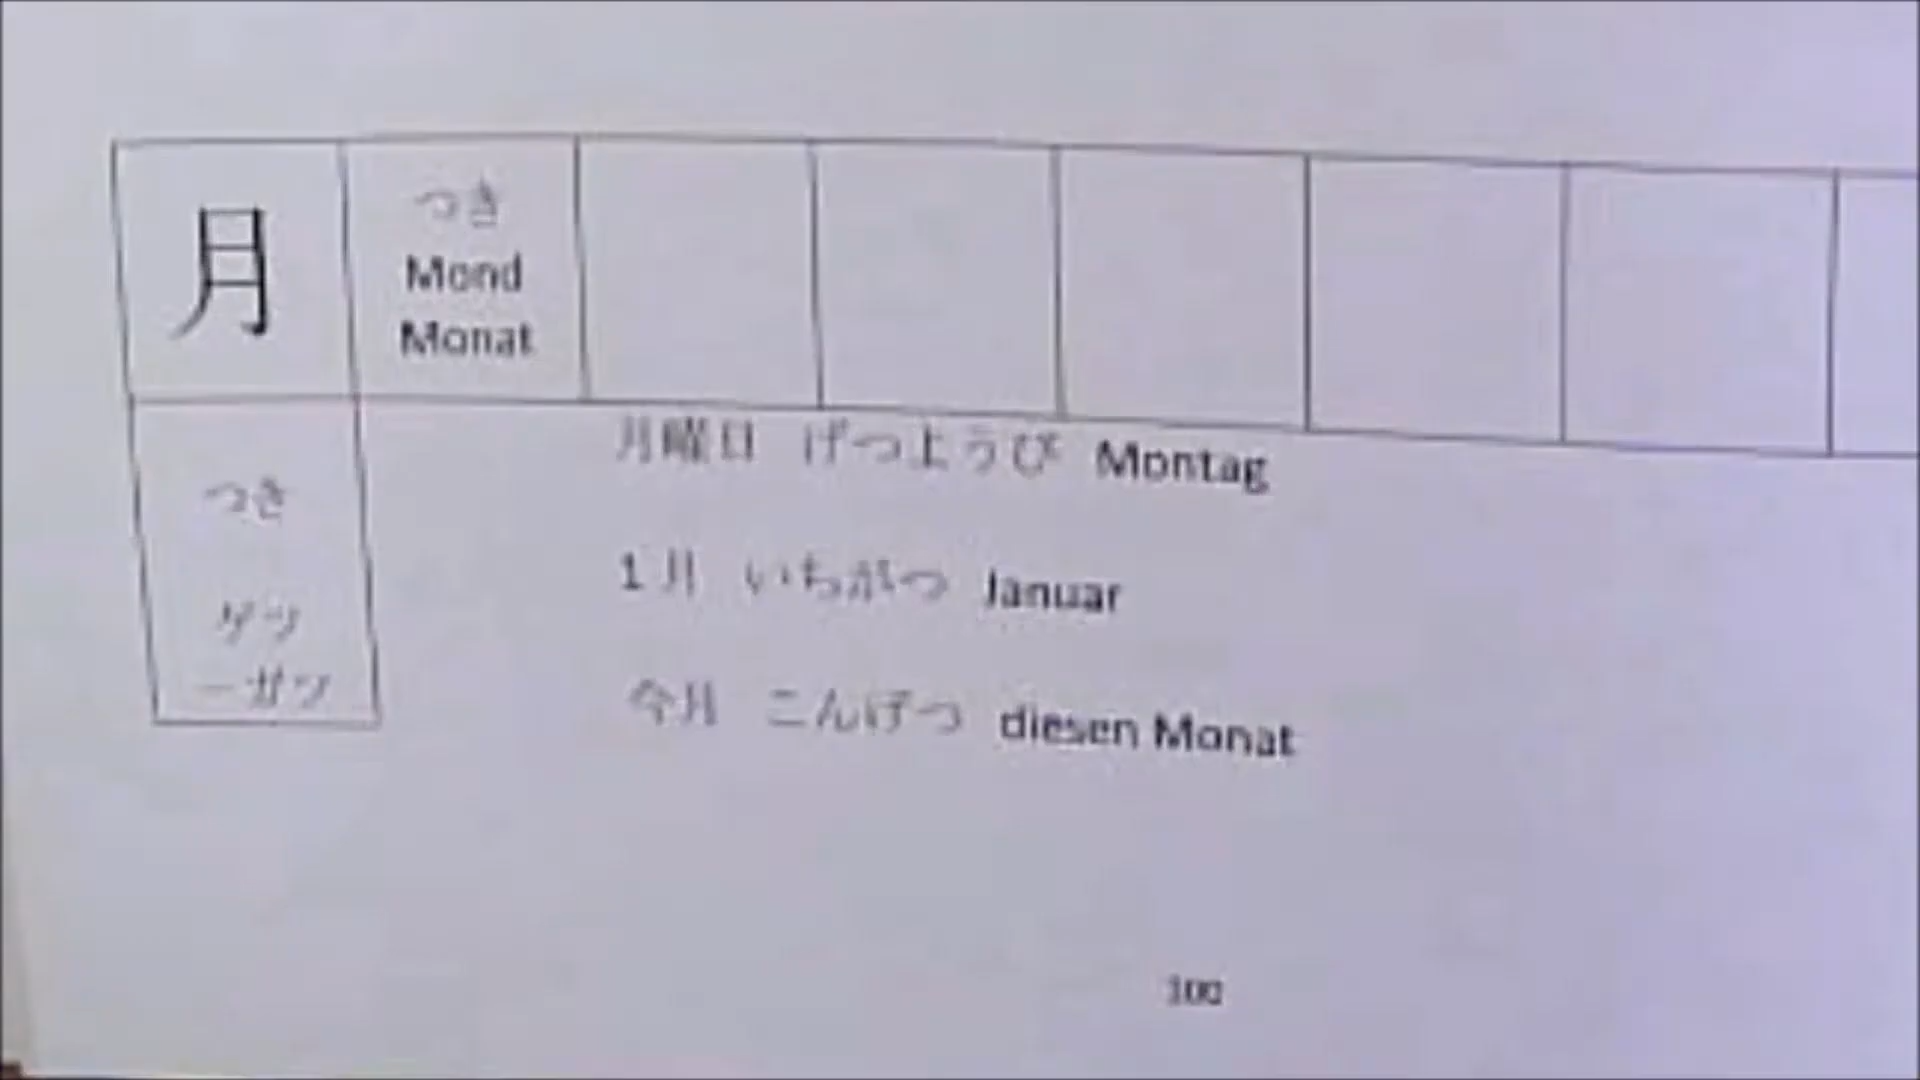 月
つき
Mond
Monat
つき
ゲツ
ーガツ
月曜日 げつようび Montag
1月 いちがつ Januar
今月 こんげつ diesen Monat
100